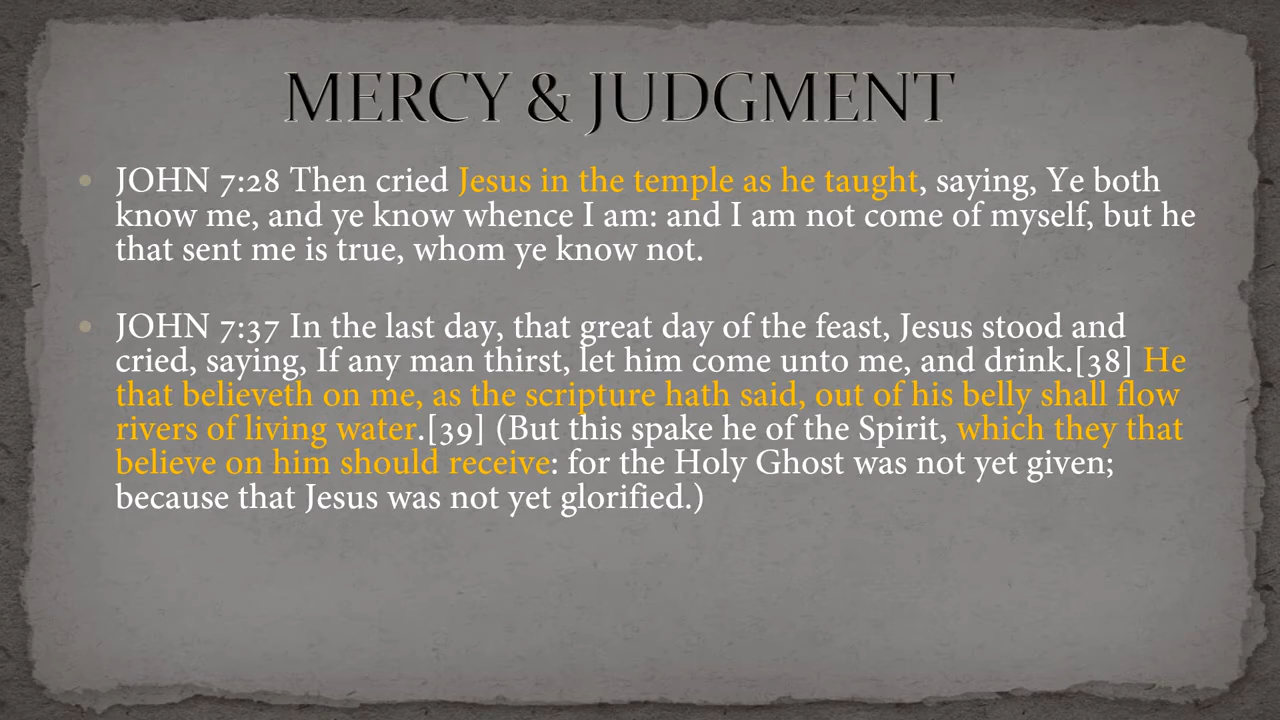 MERCY & JUDGMENT
• JOHN 7:28 Then cried Jesus in the temple as he taught, saying, Ye both
know me, and ye know whence I am: and I am not come of myself, but he
that sent me is true, whom ye know not.
• JOHN 7:37 In the last day, that great day of the feast, Jesus stood and
cried, saying, If any man thirst, let him come unto me, and drink.[38] He
that believeth on me, as the scripture hath said, out of his belly shall flow
rivers of living water.[39] (But this spake he of the Spirit, which they that
believe on him should receive: for the Holy Ghost was not yet given;
because that Jesus was not yet glorified.)